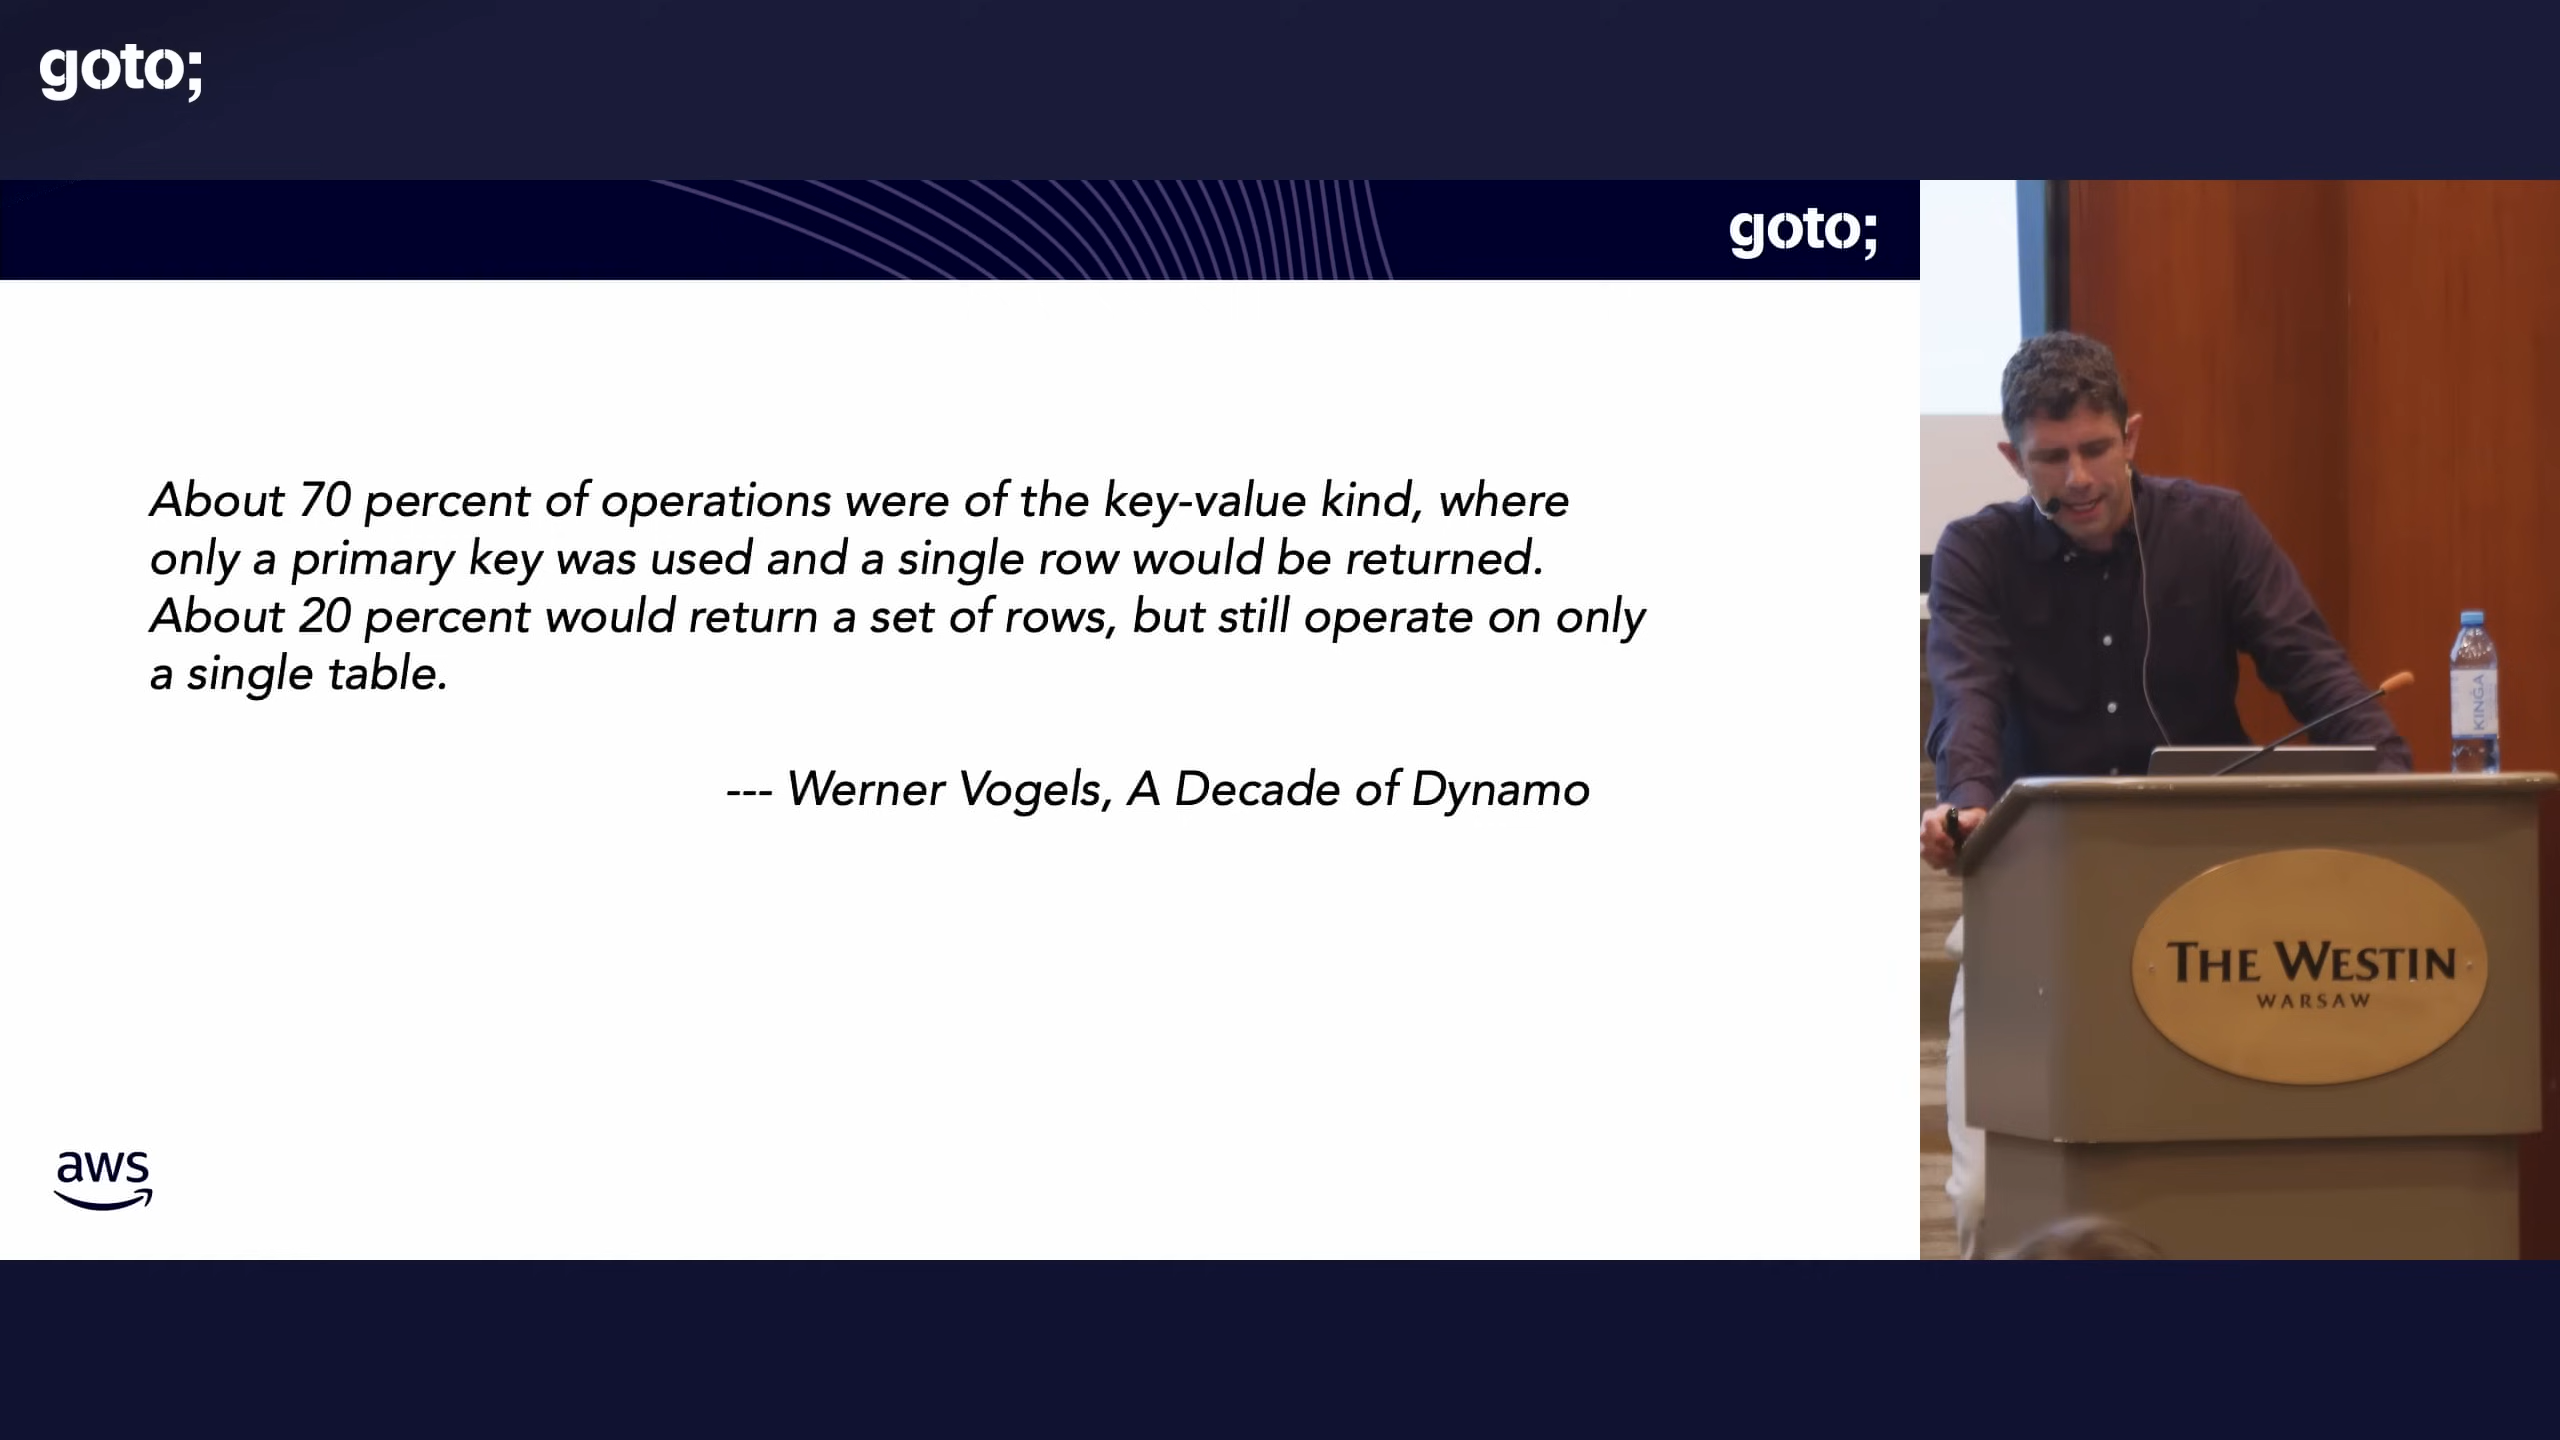 goto;
goto;
About 70 percent of operations were of the key-value kind, where
only a primary key was used and a single row would be returned.
About 20 percent would return a set of rows, but still operate on only
a single table.
--- Werner Vogels, A Decade of Dynamo
aws
KINGA
THE WESTIN
WARSAW